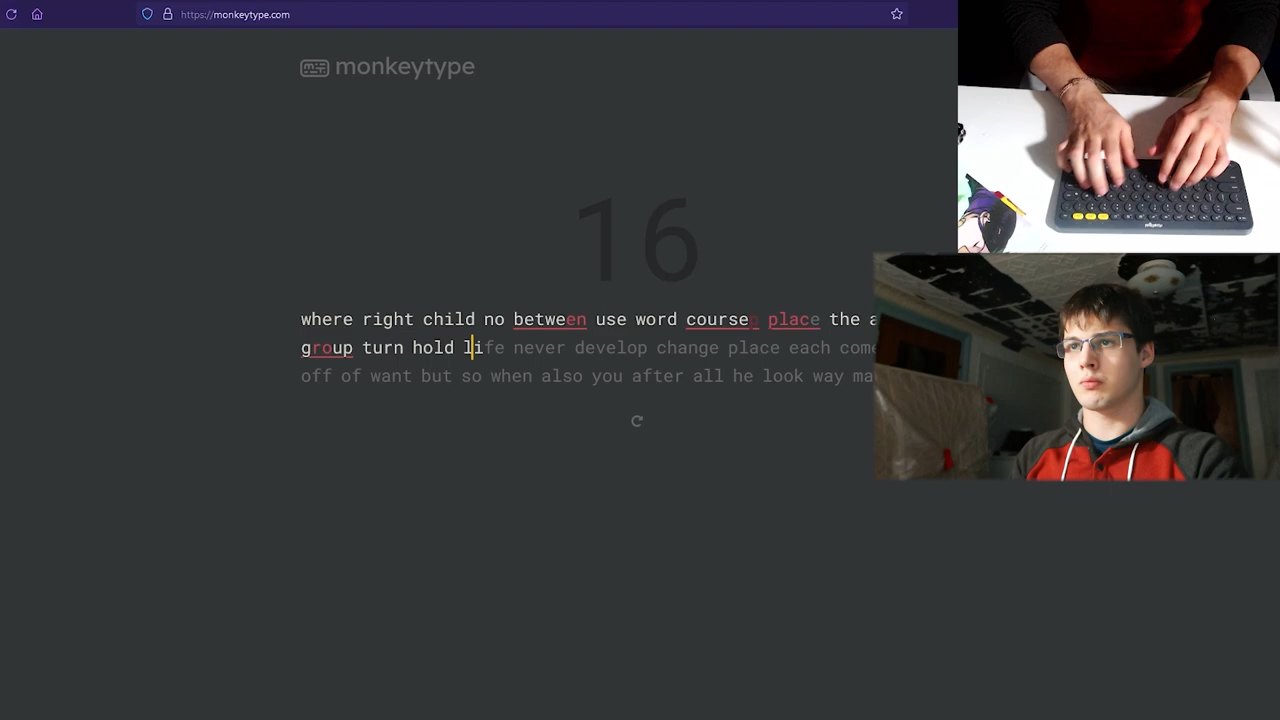 https://monkeytype.com
monkeytype
16
where right child no between use word course place the a
group turn hold life never develop change place each come
off of want but so when also you after all he look way ma